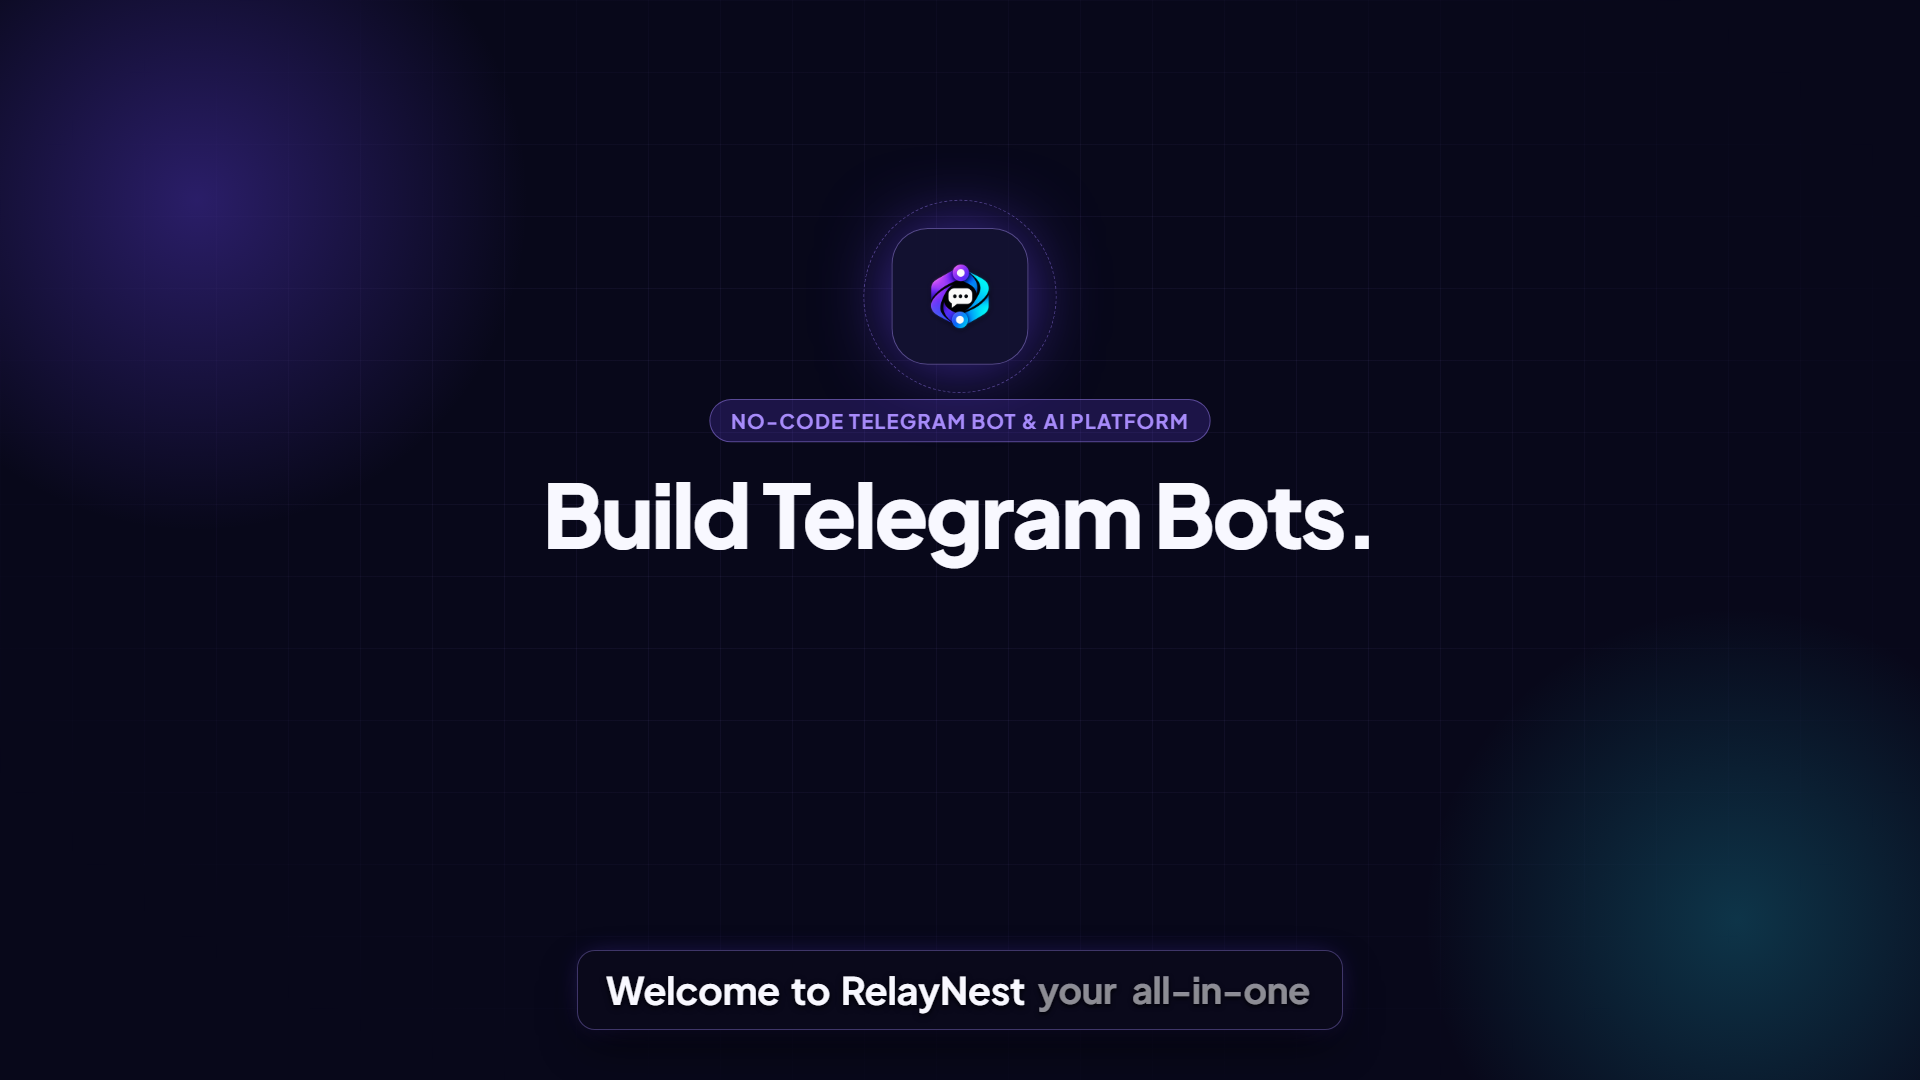 NO-CODE TELEGRAM BOT & AI PLATFORM
Build Telegram Bots.
Welcome to RelayNest your all-in-one